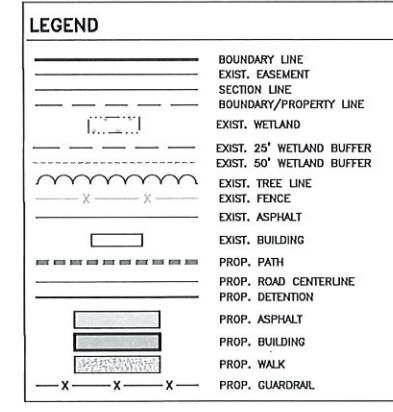 LEGEND
BOUNDARY LINE
EXIST. EASEMENT
SECTION LINE
BOUNDARY/PROPERTY LINE
EXIST. WETLAND
EXIST. 25' WETLAND BUFFER
EXIST. 50' WETLAND BUFFER
EXIST. TREE LINE
X X EXIST. FENCE
EXIST. ASPHALT
EXIST. BUILDING
PROP. PATH
PROP. ROAD CENTERLINE
PROP. DETENTION
PROP. ASPHALT
PROP. BUILDING
PROP. WALK
X X X PROP. GUARDRAIL